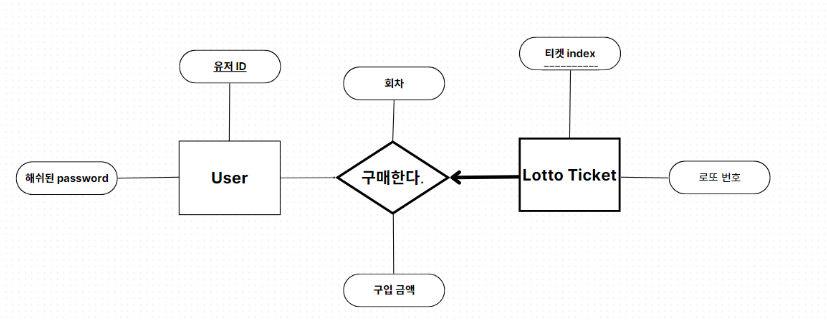 티켓 index
유저 ID
회차
해쉬된 password
User
구매한다.
Lotto Ticket
로또 번호
구입 금액